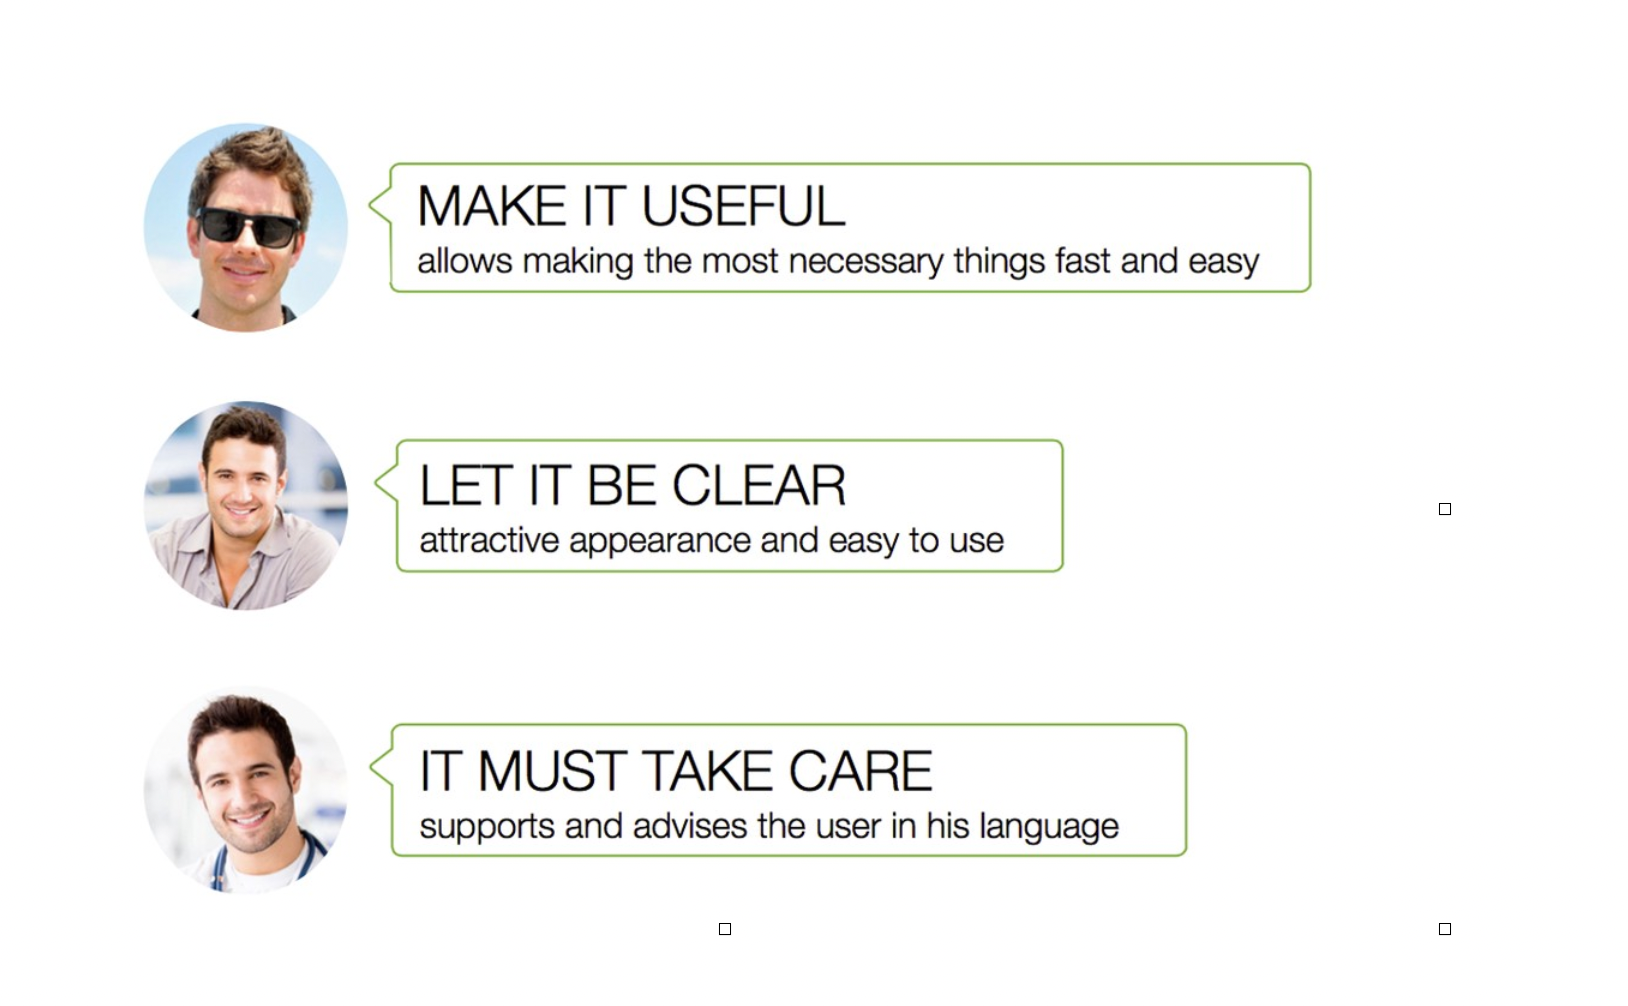 MAKE IT USEFUL
allows making the most necessary things fast and easy
LET IT BE CLEAR
attractive appearance and easy to use
IT MUST TAKE CARE
supports and advises the user in his language